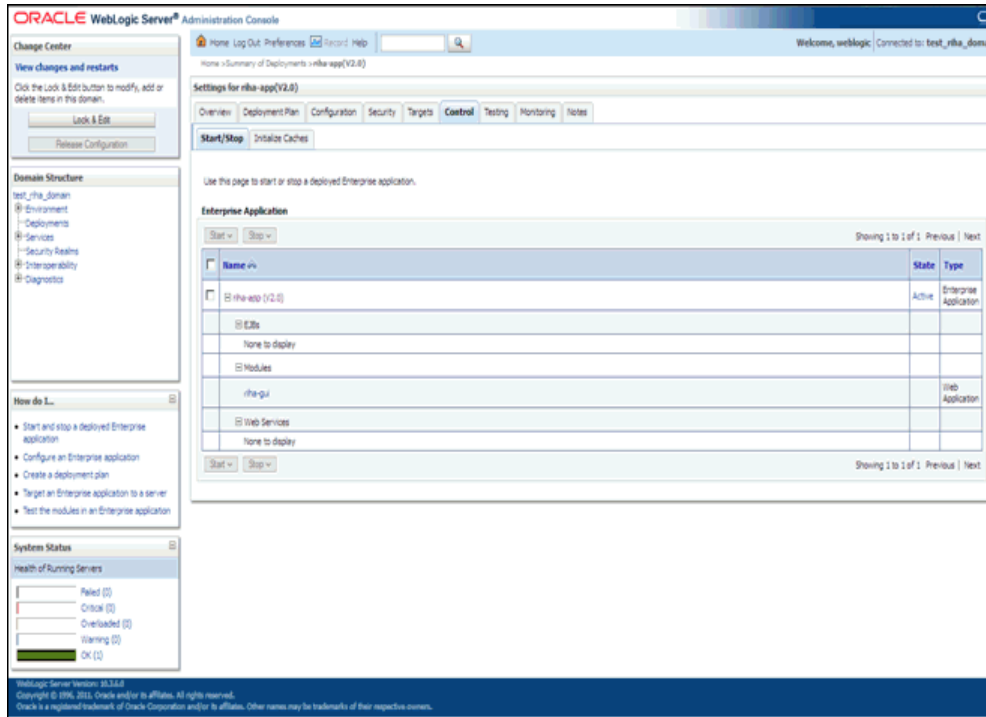 ORACLE WebLogic Server® Administration Console
Change Center
View changes and restarts
Click the Lock & Edit button to modify, add or
delete items in this domain.
Lock & Edit
Release Configuration
Domain Structure
test_riha_domain
Environment
Deployments
Services
Security Realms
Interoperability
Diagnostics
How do I...
Start and stop a deployed Enterprise
application
Configure an Enterprise application
Create a deployment plan
Target an Enterprise application to a server
Test the modules in an Enterprise application
System Status
Health of Running Servers
Failed (0)
Critical (0)
Overloaded (0)
Warning (0)
OK (1)
Home Log Out Preferences Record Help
Welcome, weblogic Connected to: test_riha_doma
Home >Summary of Deployments >riha-app(V2.0)
Settings for riha-app(V2.0)
Overview Deployment Plan Configuration Security Targets Control Testing Monitoring Notes
Start/Stop Initialize Caches
Use this page to start or stop a deployed Enterprise application.
Enterprise Application
Start Stop Showing 1 to 1 of 1 Previous | Next
Name State Type
riha-app (V2.0) Active Enterprise
Application
EJBs
None to display
Modules
riha-gui Web
Application
Web Services
None to display
Start Stop Showing 1 to 1 of 1 Previous | Next
WebLogic Server Version: 10.3.6.0
Copyright © 1996, 2011, Oracle and/or its affiliates. All rights reserved.
Oracle is a registered trademark of Oracle Corporation and/or its affiliates. Other names may be trademarks of their respective owners.